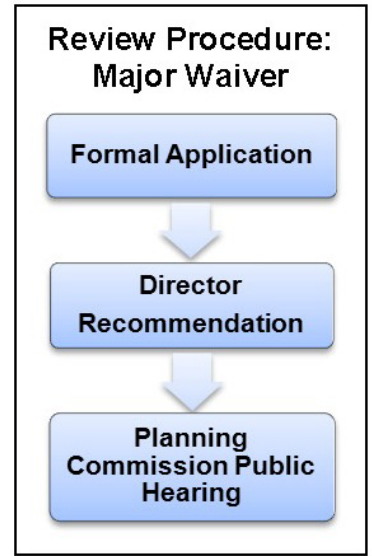 Review Procedure:
Major Waiver
Formal Application
Director
Recommendation
Planning
Commission Public
Hearing